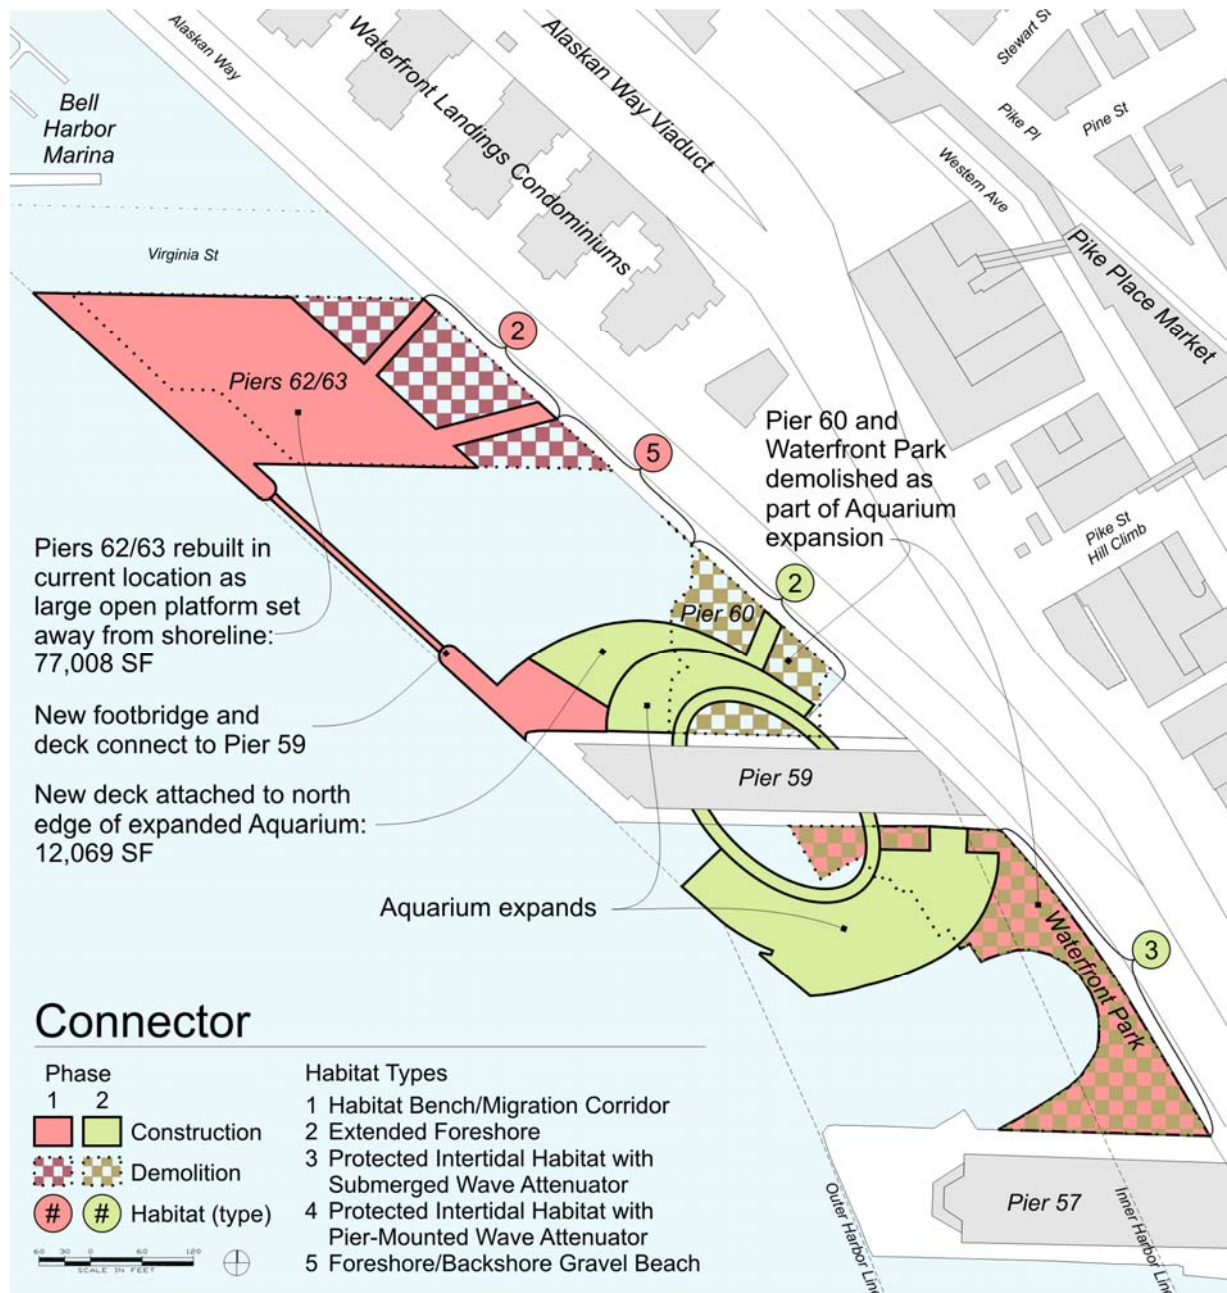 Alaskan Way
Waterfront Landings Condominiums
Alaskan Way Viaduct
Stewart St
Pike Pl
Pine St
Western Ave
Bell
Harbor
Marina
Virginia St
Pike Place Market
2
Piers 62/63
5
Pier 60 and
Waterfront Park
demolished as
part of Aquarium
expansion
Pike St
Hill Climb
Piers 62/63 rebuilt in
current location as
large open platform set
away from shoreline:
77,008 SF
2
Pier 60
New footbridge and
deck connect to Pier 59
Pier 59
New deck attached to north
edge of expanded Aquarium:
12,069 SF
Aquarium expands
Waterfront Park
3
Connector
Phase
1 2
Construction
Demolition
# # Habitat (type)
60 30 0 60 120
SCALE IN FEET
Habitat Types
1 Habitat Bench/Migration Corridor
2 Extended Foreshore
3 Protected Intertidal Habitat with
Submerged Wave Attenuator
4 Protected Intertidal Habitat with
Pier-Mounted Wave Attenuator
5 Foreshore/Backshore Gravel Beach
Outer Harbor Line
Pier 57
Inner Harbor Line